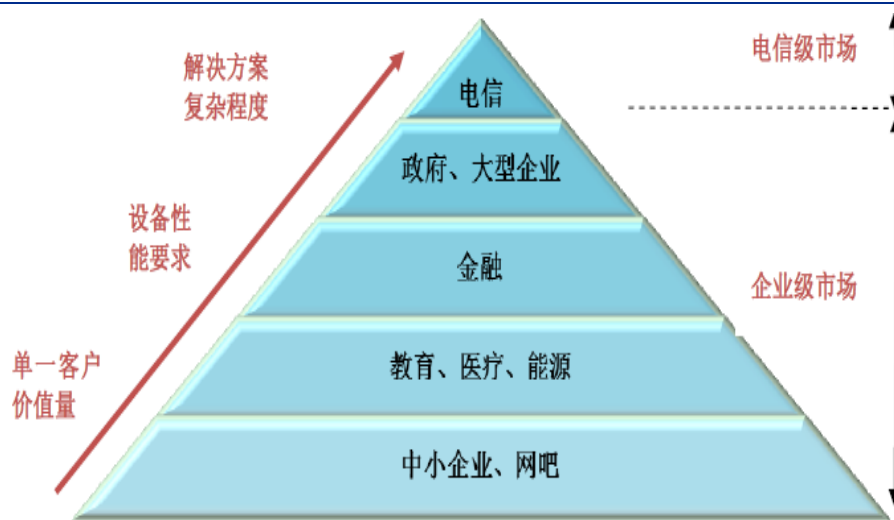 解决方案
复杂程度
电信级市场
电信
政府、大型企业
设备性
能要求
金融
企业级市场
单一客户
价值量
教育、医疗、能源
中小企业、网吧